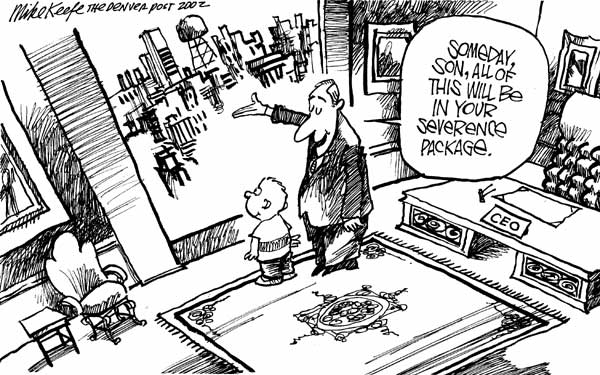 Mike Keefe THE DENVER POST 2002
SOMEDAY,
SON, ALL OF
THIS WILL BE
IN YOUR
SEVERENCE
PACKAGE.
CEO